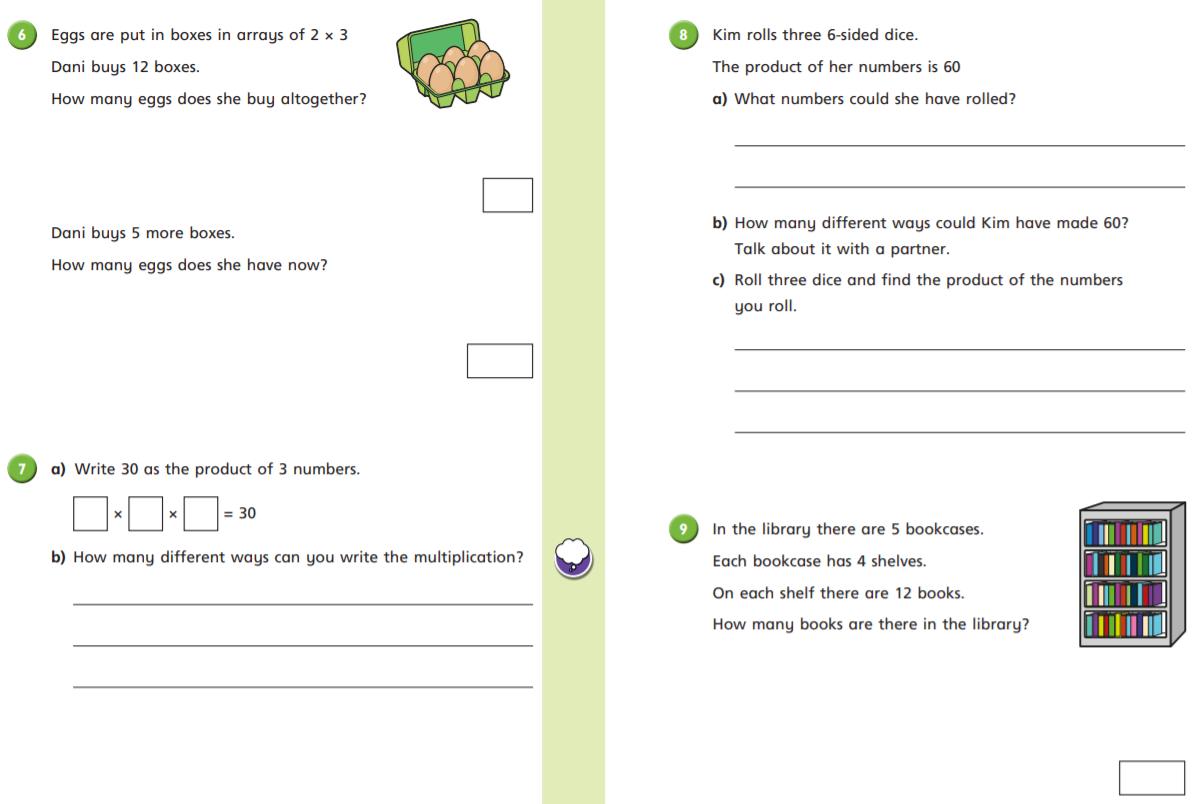 6 Eggs are put in boxes in arrays of 2 × 3
Dani buys 12 boxes.
How many eggs does she buy altogether?
Dani buys 5 more boxes.
How many eggs does she have now?
7 a) Write 30 as the product of 3 numbers.
× × = 30
b) How many different ways can you write the multiplication?
8 Kim rolls three 6-sided dice.
The product of her numbers is 60
a) What numbers could she have rolled?
b) How many different ways could Kim have made 60?
Talk about it with a partner.
c) Roll three dice and find the product of the numbers
you roll.
9 In the library there are 5 bookcases.
Each bookcase has 4 shelves.
On each shelf there are 12 books.
How many books are there in the library?